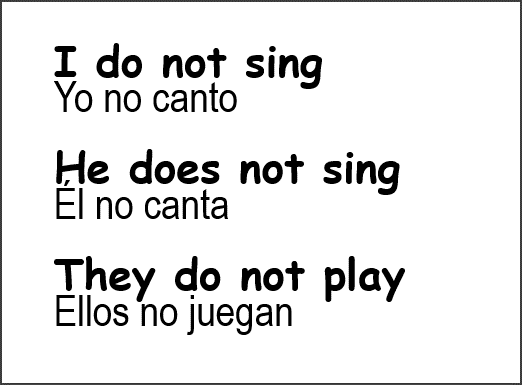 I do not sing
Yo no canto
He does not sing
Él no canta
They do not play
Ellos no juegan